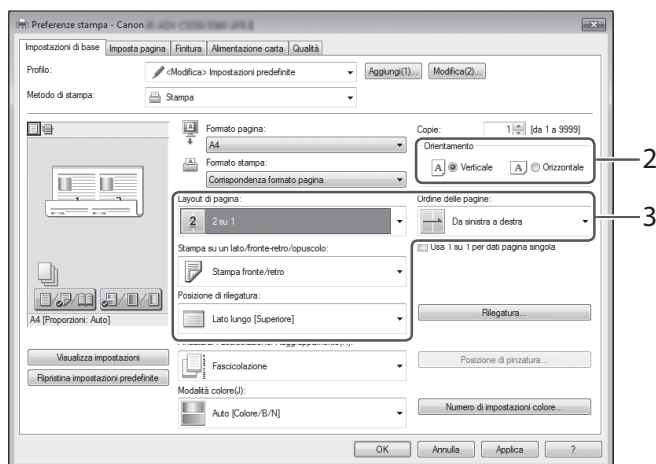 Preferenze stampa - Canon
Impostazioni di base Imposta pagina Finitura Alimentazione carta Qualità
Profilo: <Modifica> Impostazioni predefinite Aggiungi(1)... Modifica(2)...
Metodo di stampa: Stampa
Formato pagina:
A4
Formato stampa:
Corrispondenza formato pagina
Copie: 1 [da 1 a 9999]
Orientamento
A Verticale A Orizzontale
2
Layout di pagina:
2 2 su 1
Ordine delle pagine:
Da sinistra a destra
3
Usa 1 su 1 per dati pagina singola
Stampa su un lato/fronte-retro/opuscolo:
Stampa fronte/retro
Posizione di rilegatura:
Lato lungo [Superiore]
Rilegatura...
A4 [Proporzioni: Auto]
Visualizza impostazioni
Ripristina impostazioni predefinite
Fascicolazione
Posizione di pinzatura...
Modalità colore(J):
Auto [Colore/B/N]
Numero di impostazioni colore...
OK Annulla Applica ?